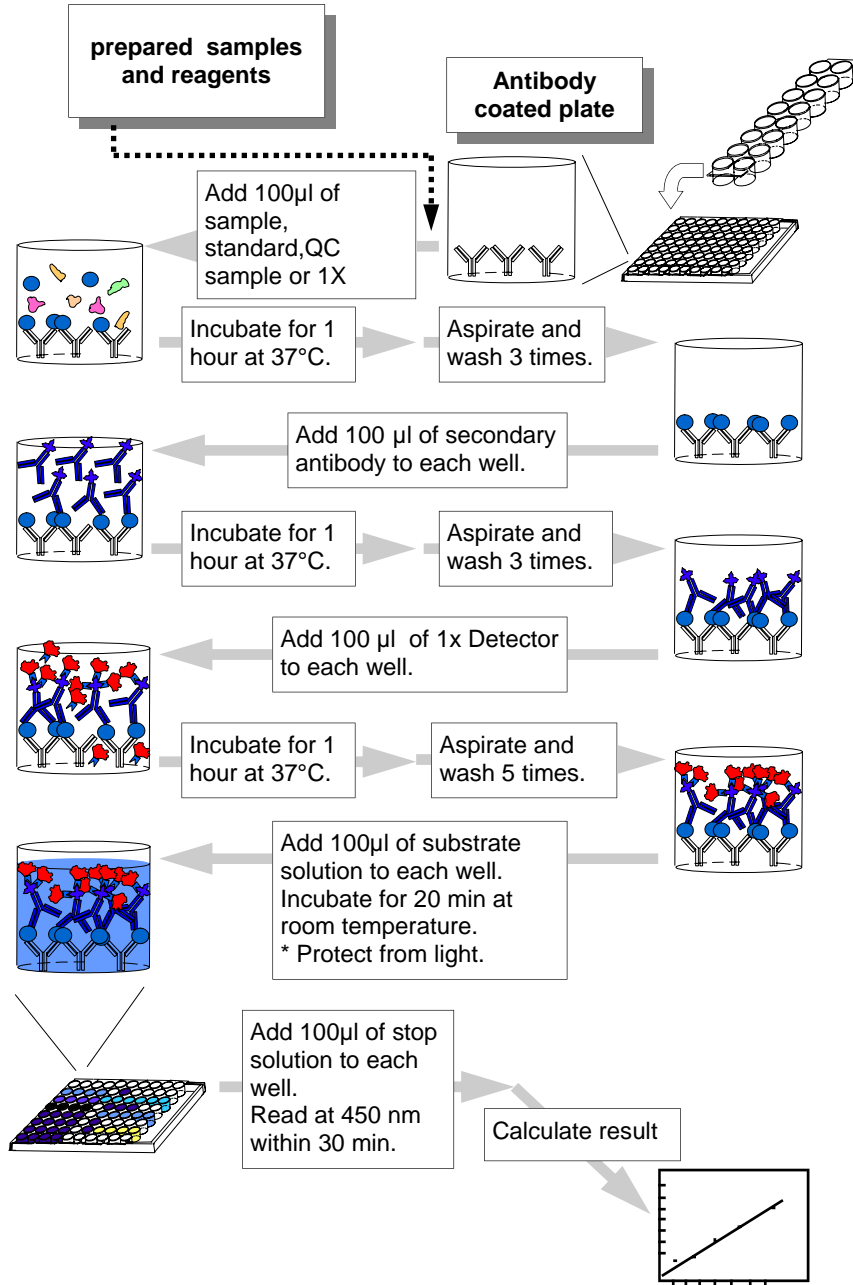 prepared samples
and reagents
Antibody
coated plate
Add 100µl of
sample,
standard,QC
sample or 1X
Incubate for 1
hour at 37°C.
Aspirate and
wash 3 times.
Add 100 µl of secondary
antibody to each well.
Incubate for 1
hour at 37°C.
Aspirate and
wash 3 times.
Add 100 µl of 1x Detector
to each well.
Incubate for 1
hour at 37°C.
Aspirate and
wash 5 times.
Add 100µl of substrate
solution to each well.
Incubate for 20 min at
room temperature.
* Protect from light.
Add 100µl of stop
solution to each
well.
Read at 450 nm
within 30 min.
Calculate result